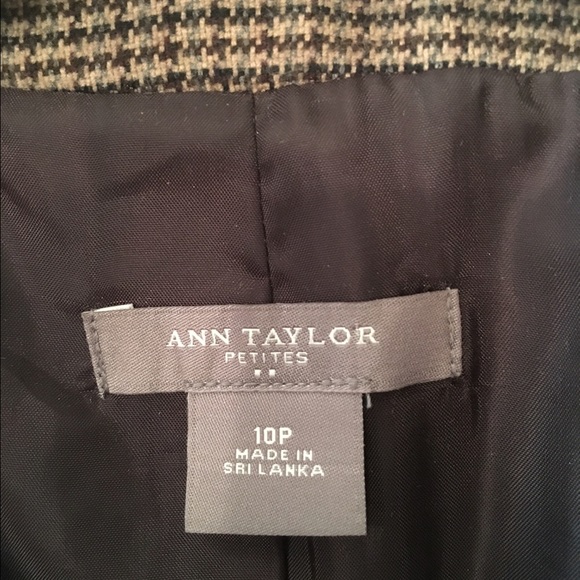 ANN TAYLOR
PETITES
10P
MADE IN
SRI LANKA